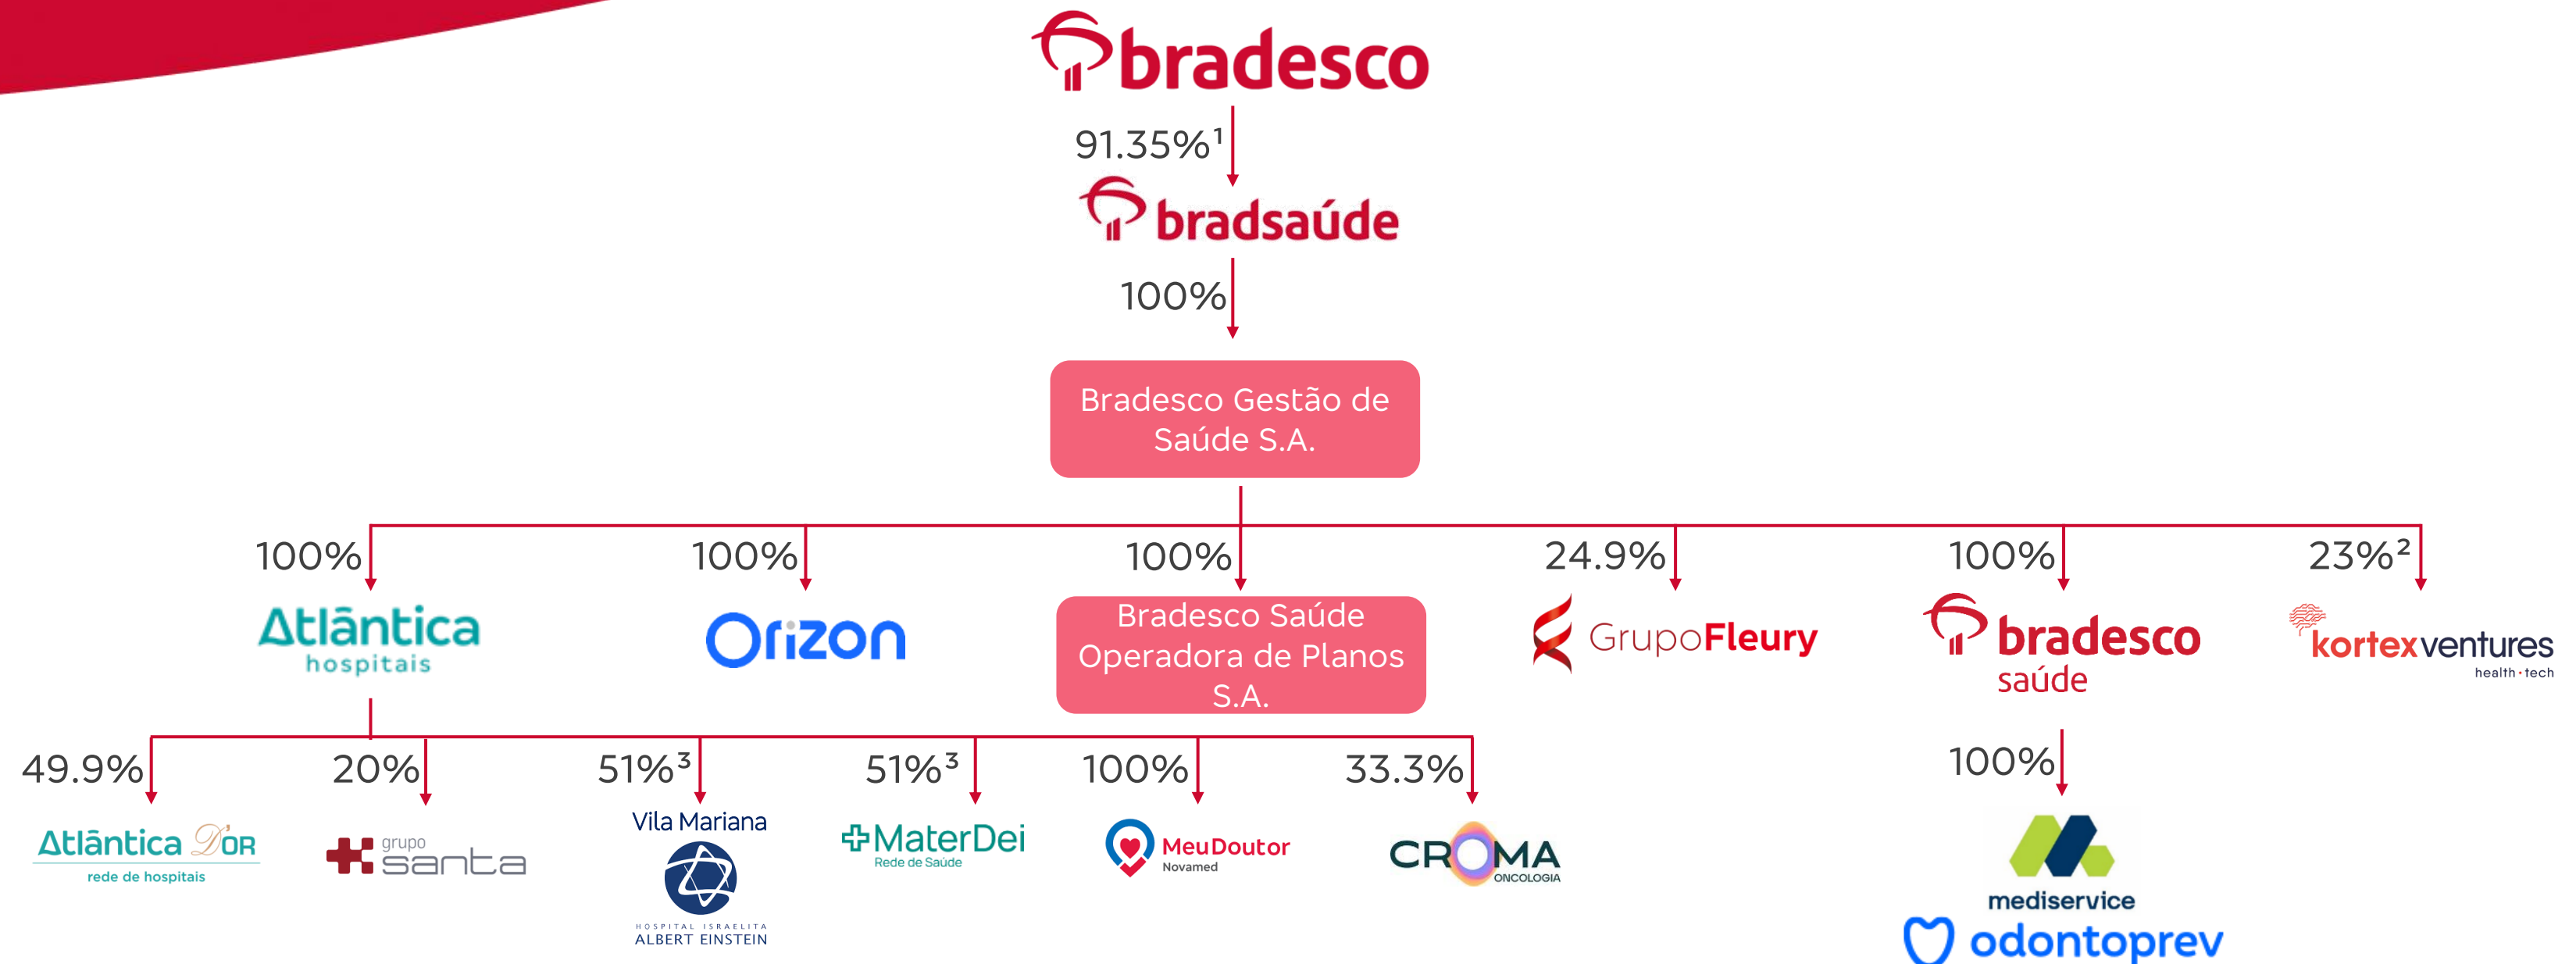 bradesco
91.35%¹
bradsaúde
100%
Bradesco Gestão de
Saúde S.A.
100%
100%
100%
24.9%
100%
23%²
Atlântica
hospitais
Orizon
Bradesco Saúde
Operadora de Planos
S.A.
GrupoFleury
bradesco
saúde
kortexventures
health·tech
49.9%
20%
51%³
51%³
100%
33.3%
100%
Atlântica D'OR
rede de hospitais
grupo
santa
Vila Mariana
HOSPITAL ISRAELITA
ALBERT EINSTEIN
MaterDei
Rede de Saúde
MeuDoutor
Novamed
CROMA
ONCOLOGIA
mediservice
odontoprev